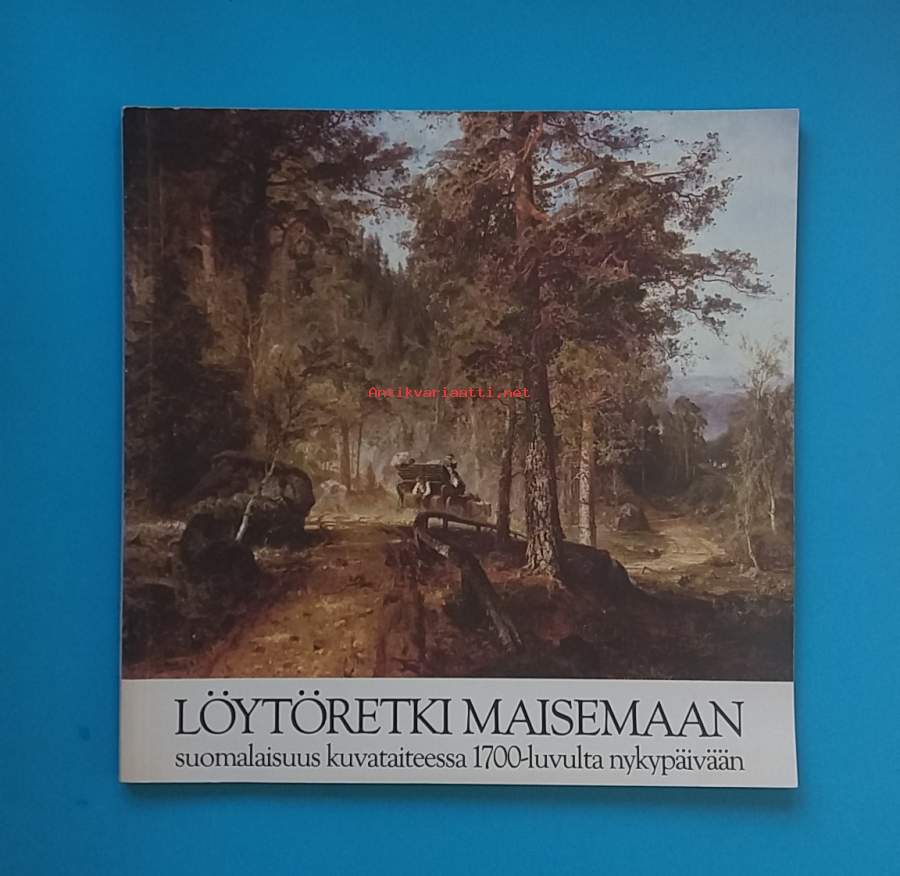 Antikvariaatti.net
LÖYTÖRETKI MAISEMAAN
suomalaisuus kuvataiteessa 1700-luvulta nykypäivään